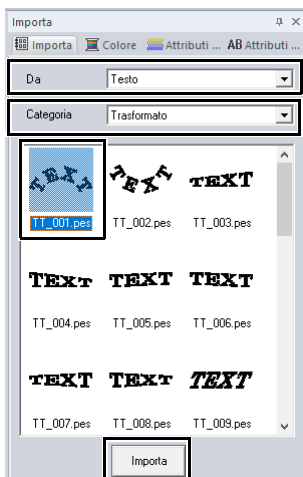 Importa
Importa Colore Attributi ... AB Attributi ...
Da Testo
Categoria Trasformato
TEXT TEXT TEXT
TT_001.pes TT_002.pes TT_003.pes
TEXT TEXT TEXT
TT_004.pes TT_005.pes TT_006.pes
TEXT TEXT TEXT
TT_007.pes TT_008.pes TT_009.pes
Importa